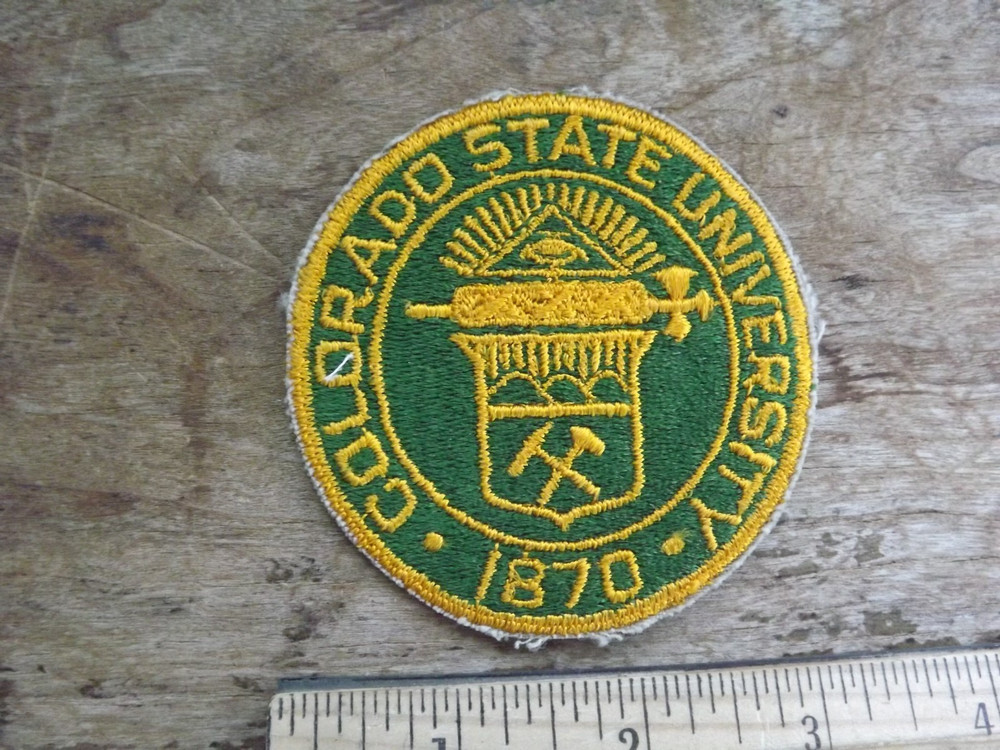 COLORADO STATE UNIVERSITY
• 1870 •
1 2 3 4